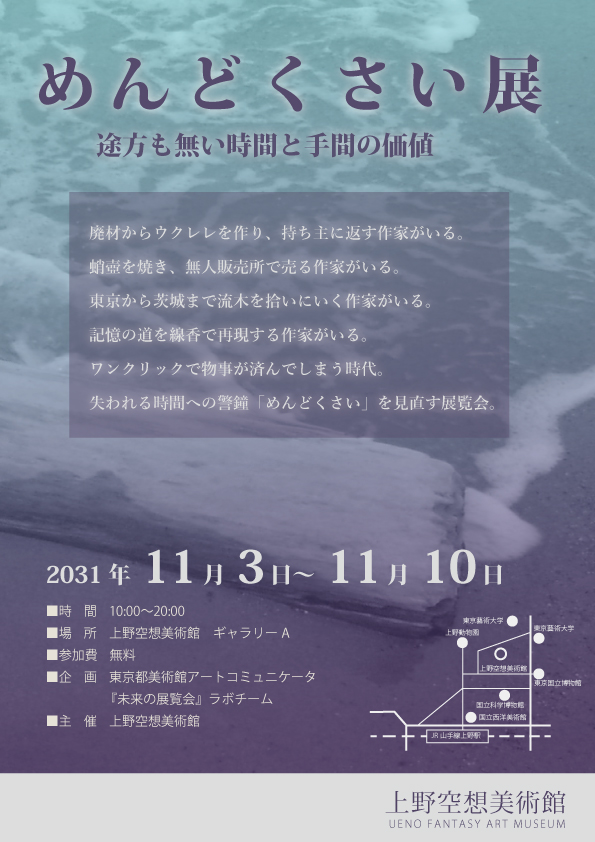 めんどくさい展
途方も無い時間と手間の価値
廃材からウクレレを作り、持ち主に返す作家がいる。
蛸壺を焼き、無人販売所で売る作家がいる。
東京から茨城まで流木を拾いにいく作家がいる。
記憶の道を線香で再現する作家がいる。
ワンクリックで物事が済んでしまう時代。
失われる時間への警鐘「めんどくさい」を見直す展覧会。
2031年 11月3日〜11月10日
■時　間　10:00〜20:00
■場　所　上野空想美術館　ギャラリー A
■参加費　無料
■企　画　東京都美術館アートコミュニケータ
『未来の展覧会』ラボチーム
■主　催　上野空想美術館
東京藝術大学
東京藝術大学
上野動物園
上野空想美術館
東京国立博物館
国立科学博物館
国立西洋美術館
JR 山手線上野駅
上野空想美術館
UENO FANTASY ART MUSEUM